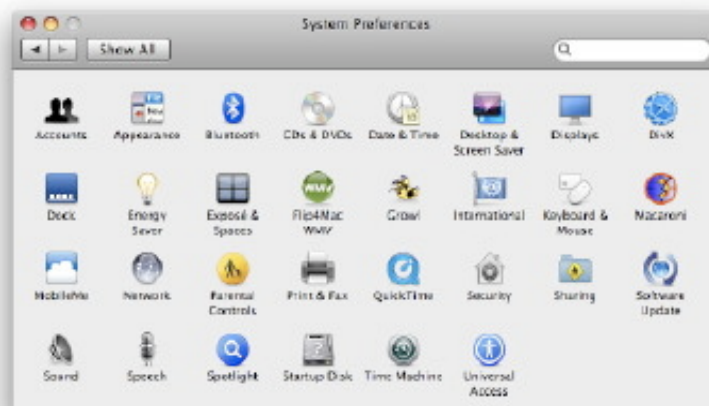 System Preferences
Show All
Accounts Appearance Bluetooth CDs & DVDs Date & Time Desktop & Displays DivX
Screen Saver
Dock Energy Exposé & Flip4Mac Growl International Keyboard & Macaroni
Saver Spaces WMV Mouse
MobileMe Network Parental Print & Fax QuickTime Security Sharing Software
Controls Update
Sound Speech Spotlight Startup Disk Time Machine Universal
Access